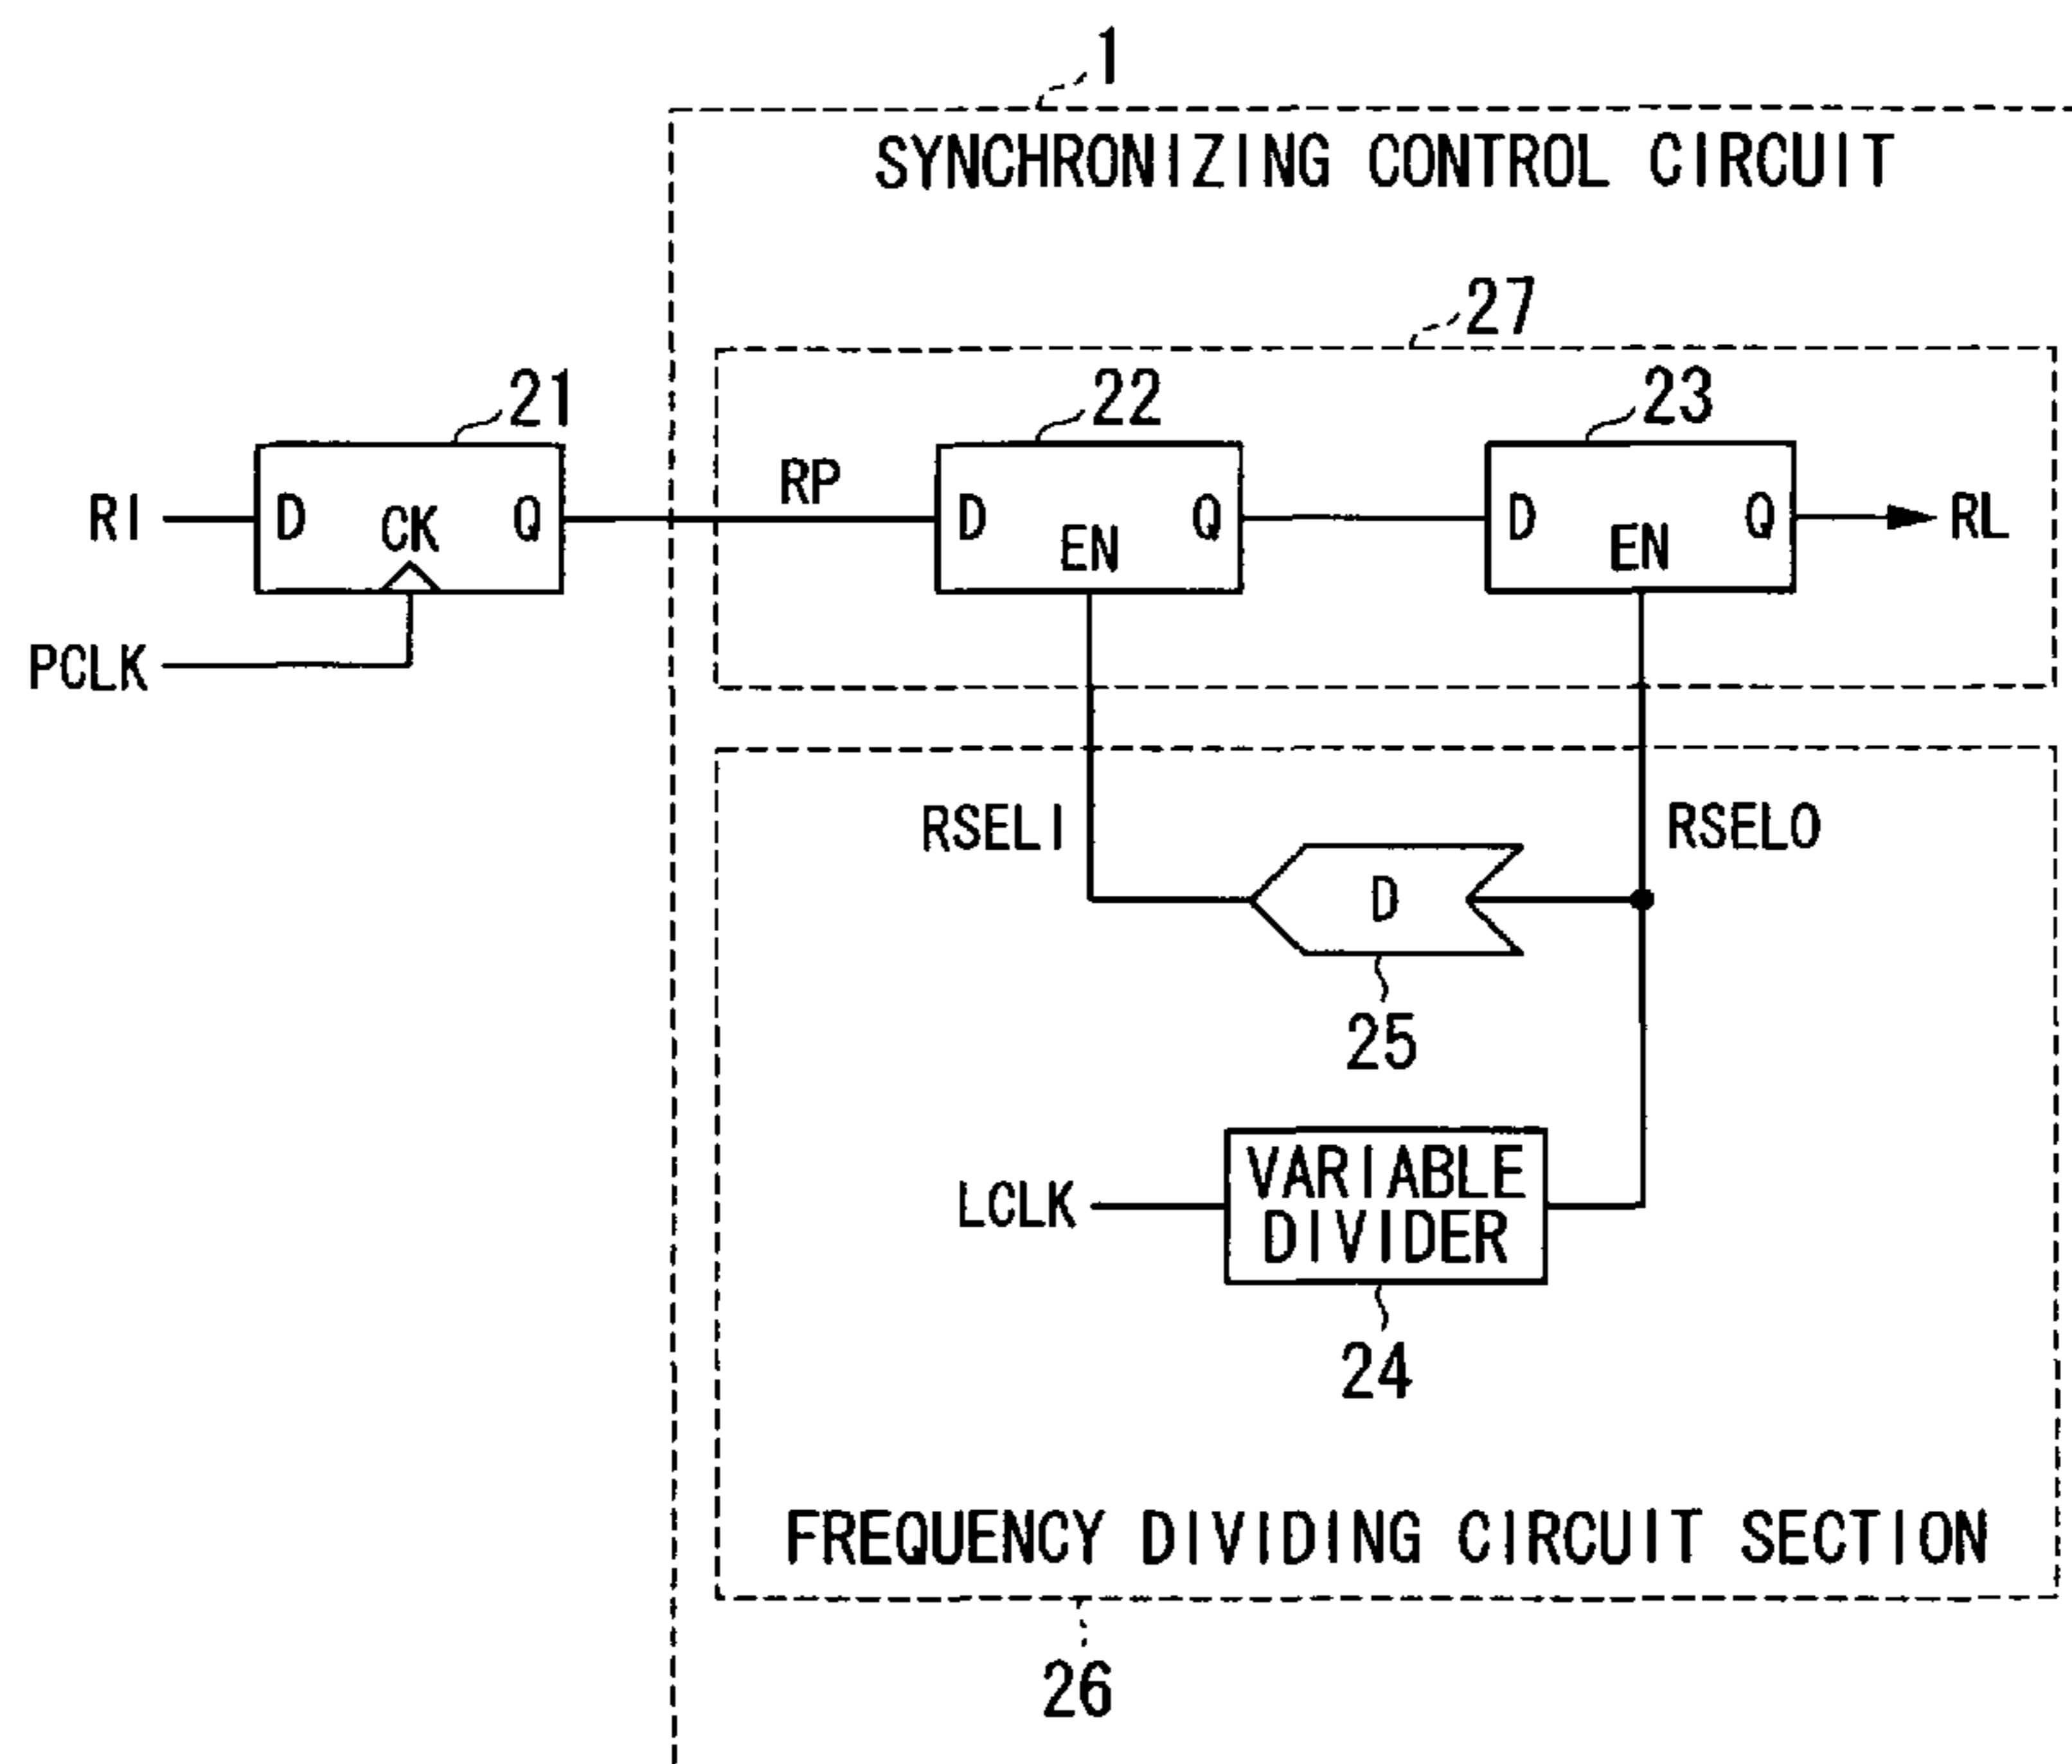 1
SYNCHRONIZING CONTROL CIRCUIT
27
21
22
23
RI
D
CK
Q
RP
D
EN
Q
D
EN
Q
RL
PCLK
RSELI
RSELO
D
25
LCLK
VARIABLE
DIVIDER
24
FREQUENCY DIVIDING CIRCUIT SECTION
26